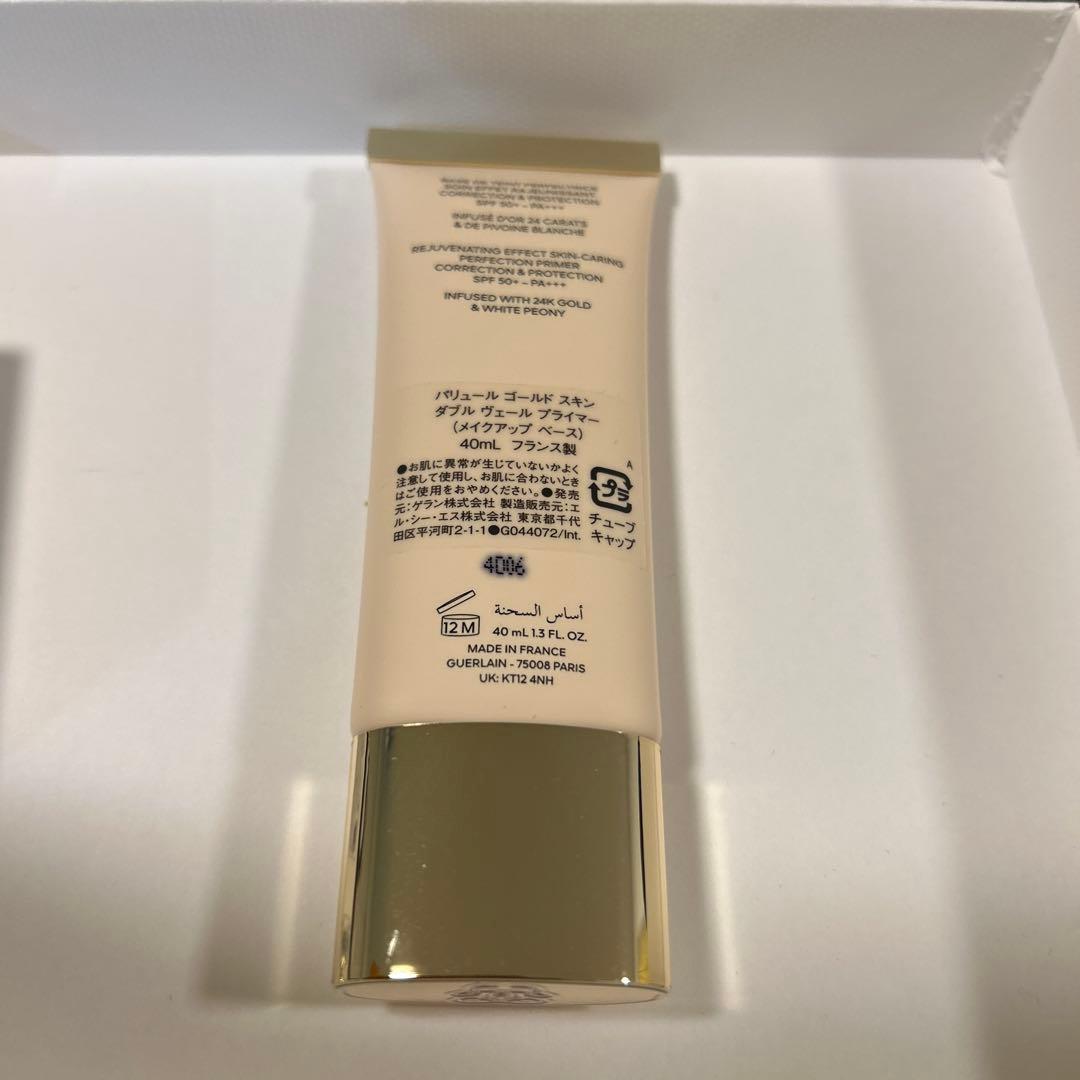 BASE DE TEINT PERFECTRICE
SOIN EFFET RAJEUNISSANT
CORRECTION & PROTECTION
SPF 50+ – PA+++
INFUSÉ D'OR 24 CARATS
& DE PIVOINE BLANCHE
REJUVENATING EFFECT SKIN-CARING
PERFECTION PRIMER
CORRECTION & PROTECTION
SPF 50+ – PA+++
INFUSED WITH 24K GOLD
& WHITE PEONY
パリュール ゴールド スキン
ダブル ヴェール プライマー
(メイクアップ ベース)
40mL フランス製
●お肌に異常が生じていないかよく
注意して使用し、お肌に合わないとき
はご使用をおやめください。●発売
元:ゲラン株式会社 製造販売元:エ
ル・シー・エス株式会社 東京都千代
田区平河町2-1-1●G044072/Int.
A
プラ
チューブ
キャップ
4D06
12 M
أساس السحنة
40 mL 1.3 FL. OZ.
MADE IN FRANCE
GUERLAIN - 75008 PARIS
UK: KT12 4NH